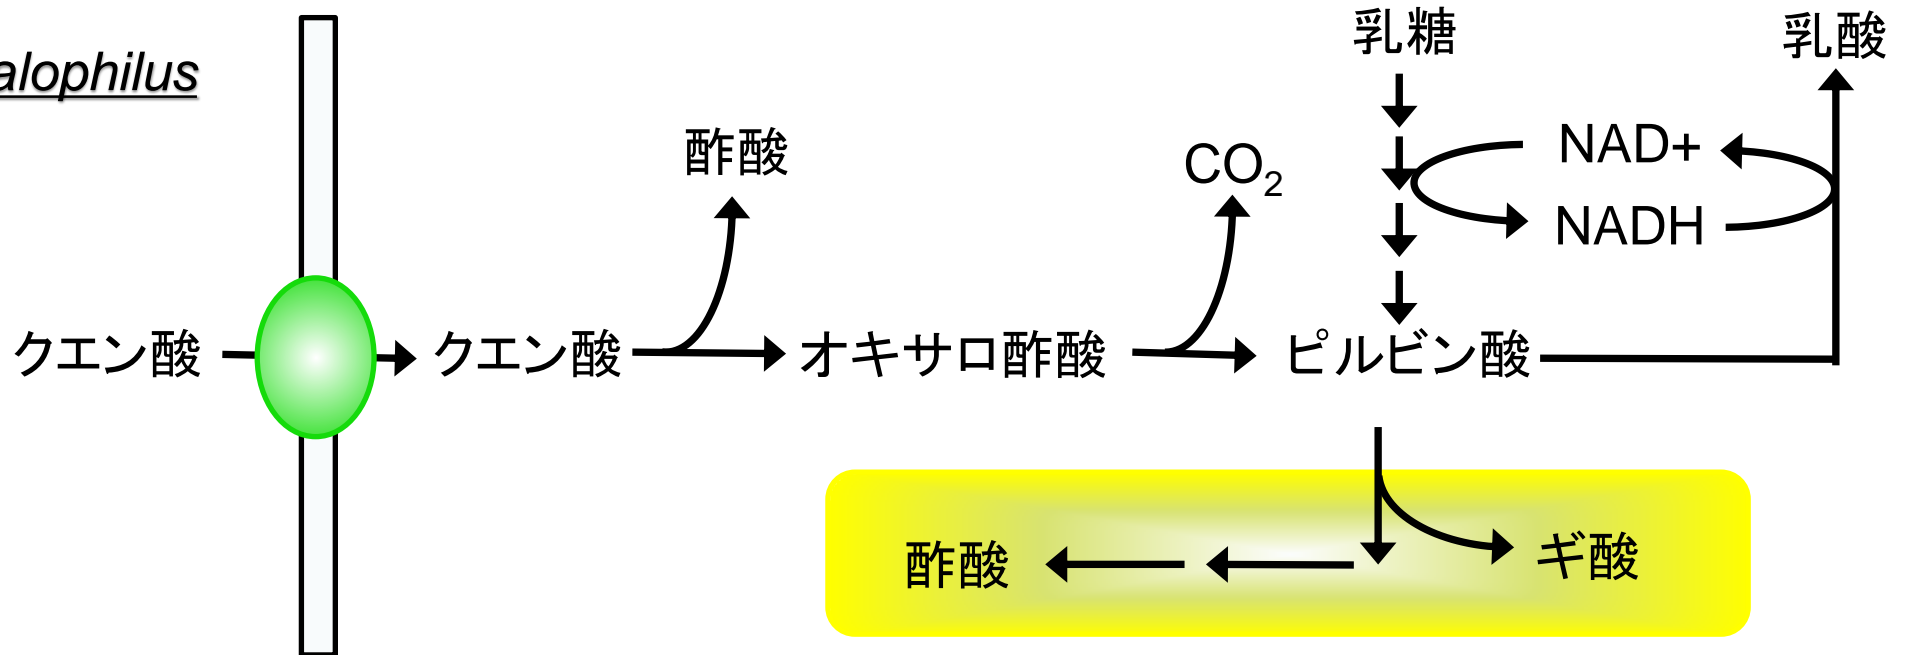 alophilus
乳糖
乳酸
酢酸
CO₂
NAD+
NADH
クエン酸
クエン酸
オキサロ酢酸
ピルビン酸
酢酸
ギ酸